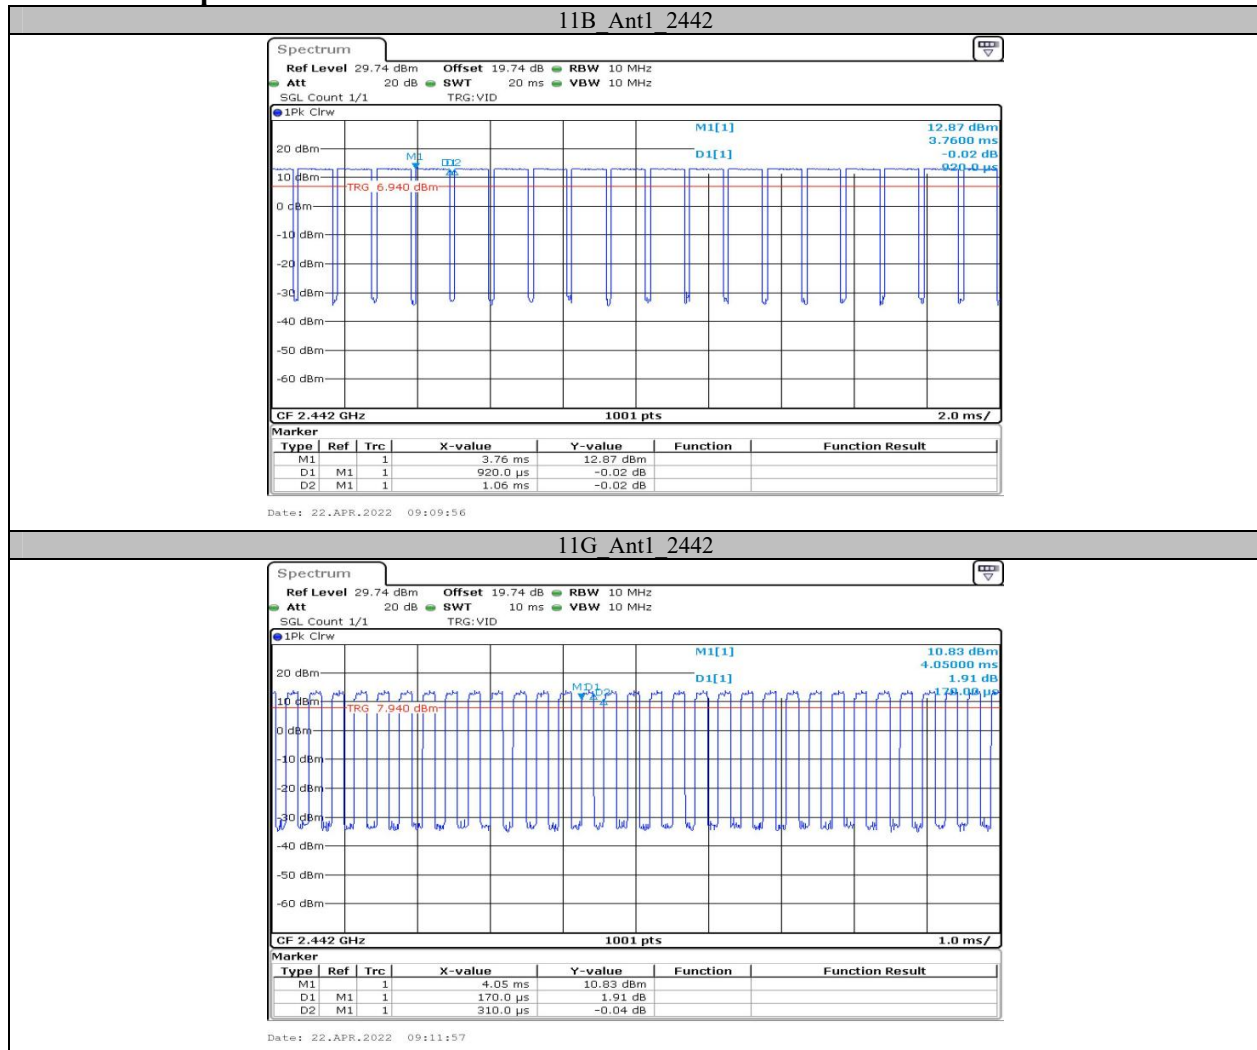 11B_Ant1_2442
Spectrum
Ref Level 29.74 dBm Offset 19.74 dB RBW 10 MHz
Att 20 dB SWT 20 ms VBW 10 MHz
SGL Count 1/1 TRG:VID
1Pk Clrw
M1[1] 12.87 dBm
3.7600 ms
20 dBm
D1[1] -0.02 dB
920.0 µs
M1
D2
10 dBm
TRG 6.940 dBm
0 dBm
-10 dBm
-20 dBm
-30 dBm
-40 dBm
-50 dBm
-60 dBm
CF 2.442 GHz 1001 pts 2.0 ms/
Marker
Type Ref Trc X-value Y-value Function Function Result
M1 1 3.76 ms 12.87 dBm
D1 M1 1 920.0 µs -0.02 dB
D2 M1 1 1.06 ms -0.02 dB
Date: 22.APR.2022 09:09:56
11G_Ant1_2442
Spectrum
Ref Level 29.74 dBm Offset 19.74 dB RBW 10 MHz
Att 20 dB SWT 10 ms VBW 10 MHz
SGL Count 1/1 TRG:VID
1Pk Clrw
M1[1] 10.83 dBm
4.05000 ms
20 dBm
D1[1] 1.91 dB
170.00 µs
M1 D1
D2
10 dBm
TRG 7.940 dBm
0 dBm
-10 dBm
-20 dBm
-30 dBm
-40 dBm
-50 dBm
-60 dBm
CF 2.442 GHz 1001 pts 1.0 ms/
Marker
Type Ref Trc X-value Y-value Function Function Result
M1 1 4.05 ms 10.83 dBm
D1 M1 1 170.0 µs 1.91 dB
D2 M1 1 310.0 µs -0.04 dB
Date: 22.APR.2022 09:11:57